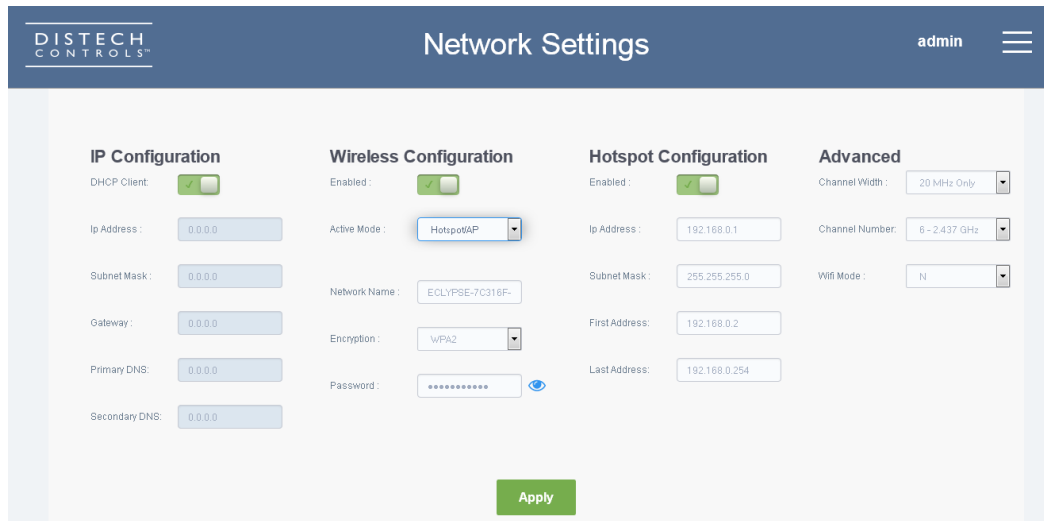 DISTECH
CONTROLS™
Network Settings
admin
IP Configuration
DHCP Client:
Ip Address : 0.0.0.0
Subnet Mask : 0.0.0.0
Gateway : 0.0.0.0
Primary DNS: 0.0.0.0
Secondary DNS: 0.0.0.0
Wireless Configuration
Enabled :
Active Mode : Hotspot/AP
Network Name : ECLYPSE-7C316F-
Encryption : WPA2
Password : •••••••••••
Hotspot Configuration
Enabled :
Ip Address : 192.168.0.1
Subnet Mask : 255.255.255.0
First Address: 192.168.0.2
Last Address: 192.168.0.254
Advanced
Channel Width : 20 MHz Only
Channel Number: 6 – 2.437 GHz
Wifi Mode : N
Apply